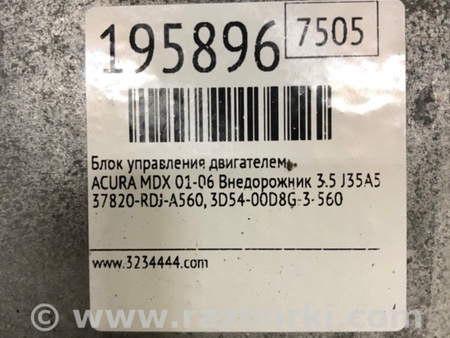 195896
7505
Блок управления двигателем
ACURA MDX 01-06 Внедорожник 3.5 J35A5
37820-RDJ-A560, 3D54-00D8G-3-560
www.3234444.com
© www.razborki.com